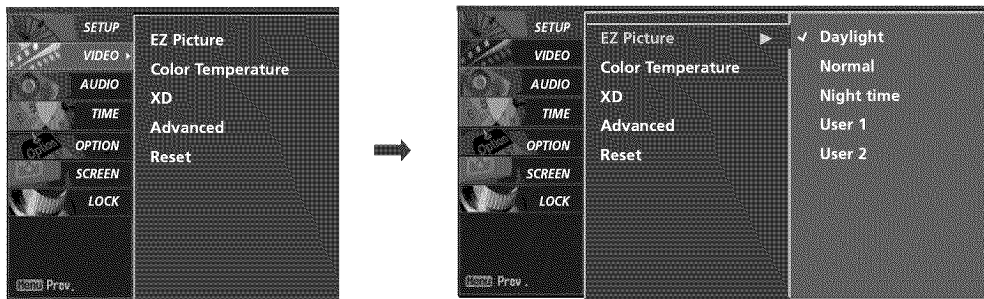 SETUP
VIDEO
AUDIO
TIME
OPTION
SCREEN
LOCK
Menu Prev.
EZ Picture
Color Temperature
XD
Advanced
Reset
SETUP
VIDEO
AUDIO
TIME
OPTION
SCREEN
LOCK
Menu Prev.
EZ Picture
Color Temperature
XD
Advanced
Reset
Daylight
Normal
Night time
User 1
User 2